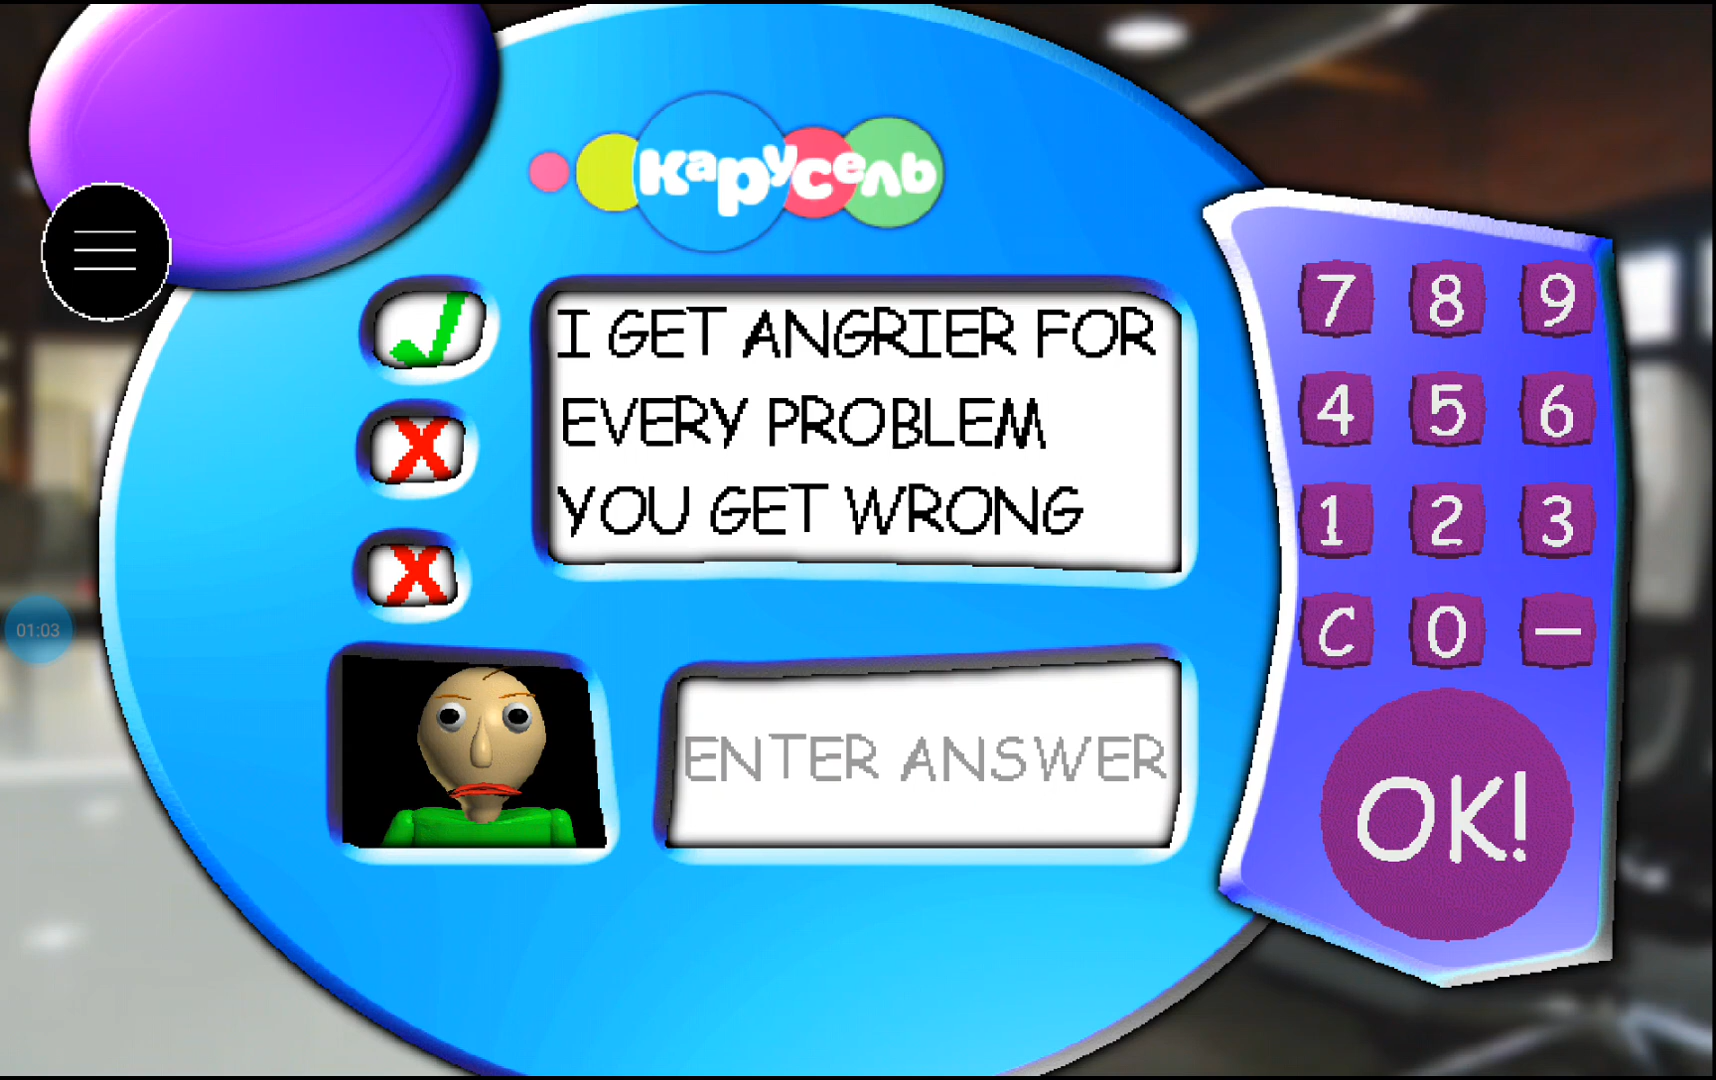 Карусель
I GET ANGRIER FOR
EVERY PROBLEM
YOU GET WRONG
7 8 9
4 5 6
1 2 3
C 0 —
01:03
ENTER ANSWER
OK!